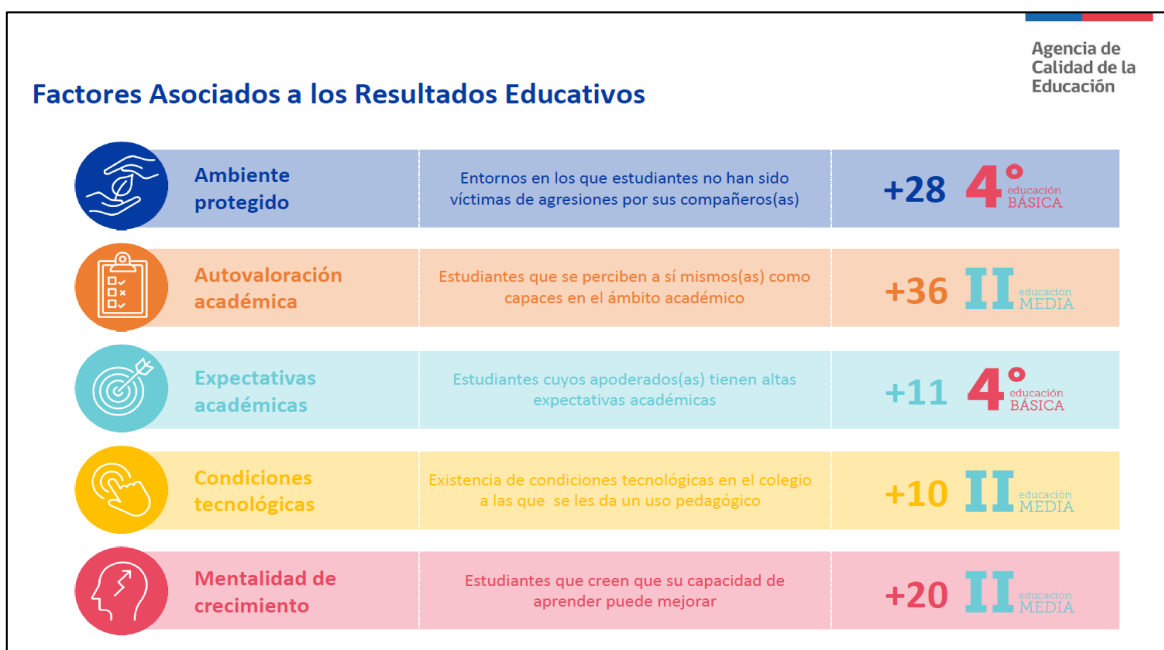 Agencia de
Calidad de la
Educación
Factores Asociados a los Resultados Educativos
Ambiente
protegido
Entornos en los que estudiantes no han sido
víctimas de agresiones por sus compañeros(as)
+28
4°
educación
BÁSICA
Autovaloración
académica
Estudiantes que se perciben a sí mismos(as) como
capaces en el ámbito académico
+36
II
educación
MEDIA
Expectativas
académicas
Estudiantes cuyos apoderados(as) tienen altas
expectativas académicas
+11
4°
educación
BÁSICA
Condiciones
tecnológicas
Existencia de condiciones tecnológicas en el colegio
a las que se les da un uso pedagógico
+10
II
educación
MEDIA
Mentalidad de
crecimiento
Estudiantes que creen que su capacidad de
aprender puede mejorar
+20
II
educación
MEDIA